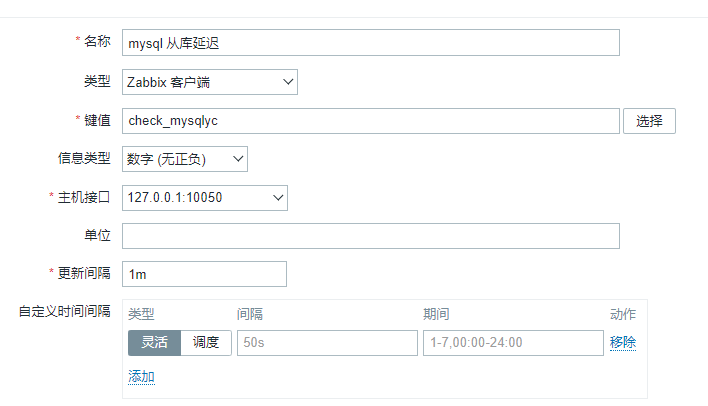 * 名称 mysql 从库延迟
类型 Zabbix 客户端
* 键值 check_mysqlyc 选择
信息类型 数字 (无正负)
* 主机接口 127.0.0.1:10050
单位
* 更新间隔 1m
自定义时间间隔 类型 间隔 期间 动作
灵活 调度 50s 1-7,00:00-24:00 移除
添加